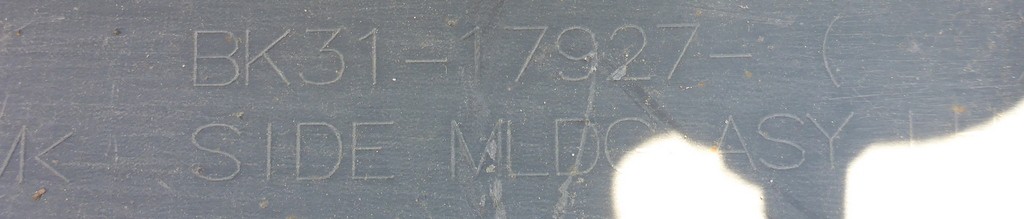 BK31-17927- ( )
SIDE MLDG ASY